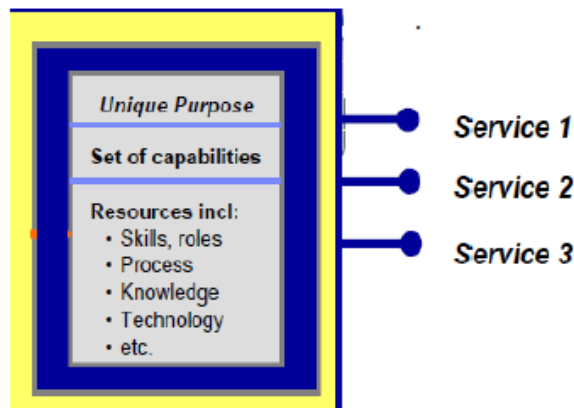 Unique Purpose
Set of capabilities
Resources incl:
• Skills, roles
• Process
• Knowledge
• Technology
• etc.
Service 1
Service 2
Service 3